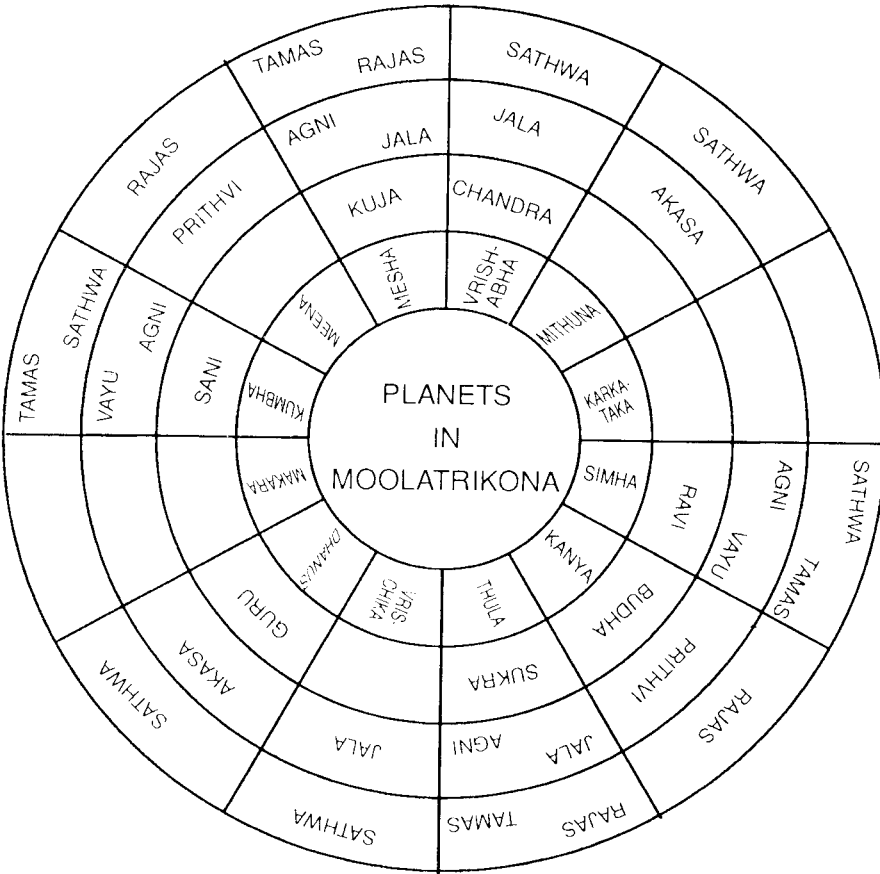 PLANETS
IN
MOOLATRIKONA
MESHA
VRISH-
ABHA
MITHUNA
KARKA-
TAKA
SIMHA
KANYA
THULA
VRIS
CHIKA
DHANUS
MAKARA
KUMBHA
MEENA
KUJA
CHANDRA
RAVI
BUDHA
SUKRA
GURU
SANI
AGNI
JALA
JALA
AKASA
AGNI
VAYU
PRITHVI
JALA
AGNI
JALA
AKASA
VAYU
AGNI
PRITHVI
TAMAS
RAJAS
SATHWA
SATHWA
SATHWA
TAMAS
RAJAS
RAJAS
TAMAS
SATHWA
SATHWA
TAMAS
SATHWA
RAJAS